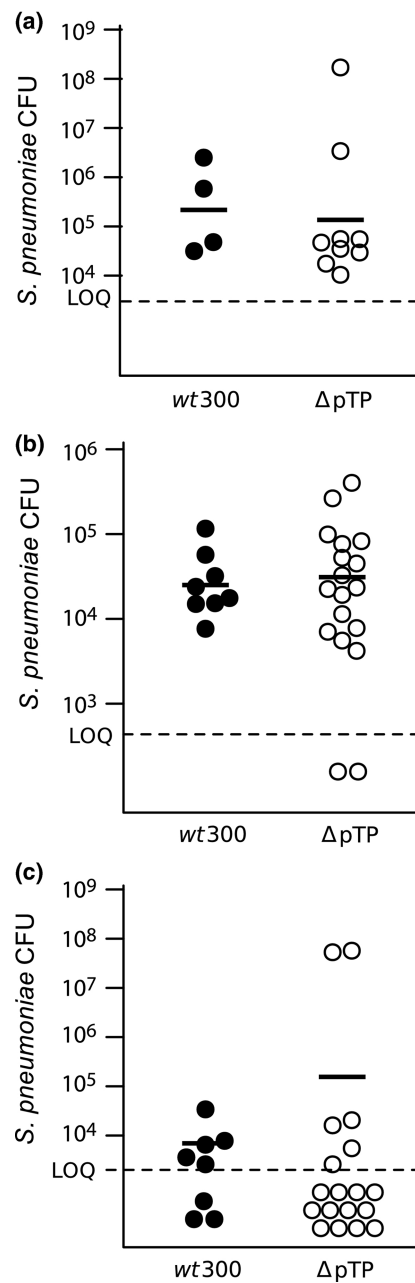 (a)
10⁹
10⁸
10⁷
10⁶
10⁵
10⁴
LOQ
S. pneumoniae CFU
wt300 ΔpTP
(b)
10⁶
10⁵
10⁴
10³
LOQ
S. pneumoniae CFU
wt300 ΔpTP
(c)
10⁹
10⁸
10⁷
10⁶
10⁵
10⁴
LOQ
S. pneumoniae CFU
wt300 ΔpTP